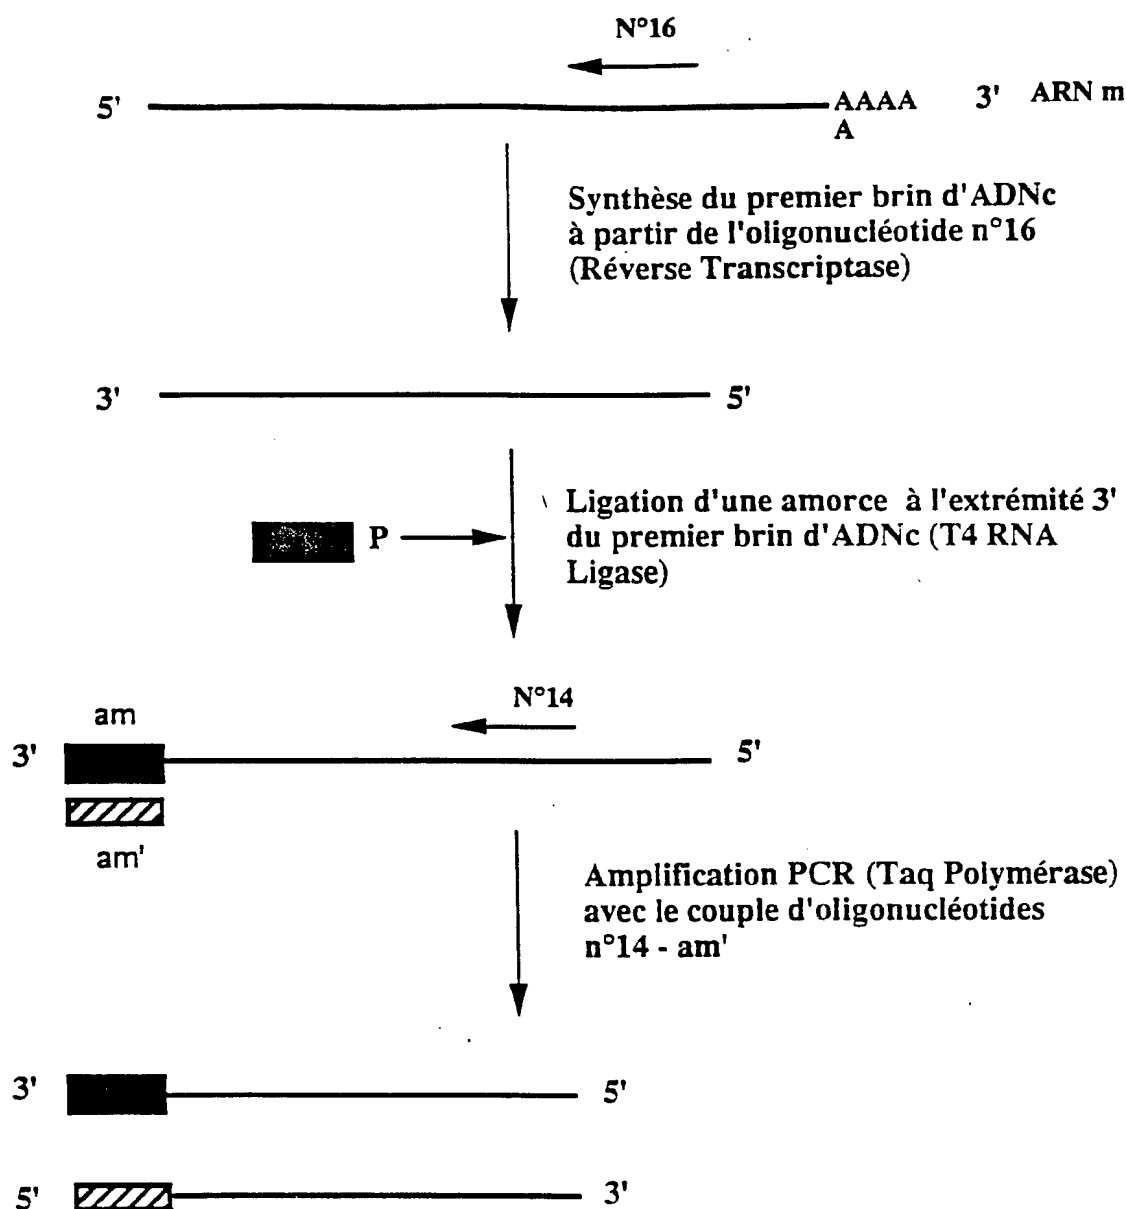 N°16
5' AAAA 3' ARN m
A
Synthèse du premier brin d'ADNc
à partir de l'oligonucléotide n°16
(Réverse Transcriptase)
3' 5'
Ligation d'une amorce à l'extrémité 3'
P
du premier brin d'ADNc (T4 RNA
Ligase)
N°14
am
3' 5'
am'
Amplification PCR (Taq Polymérase)
avec le couple d'oligonucléotides
n°14 - am'
3' 5'
5' 3'